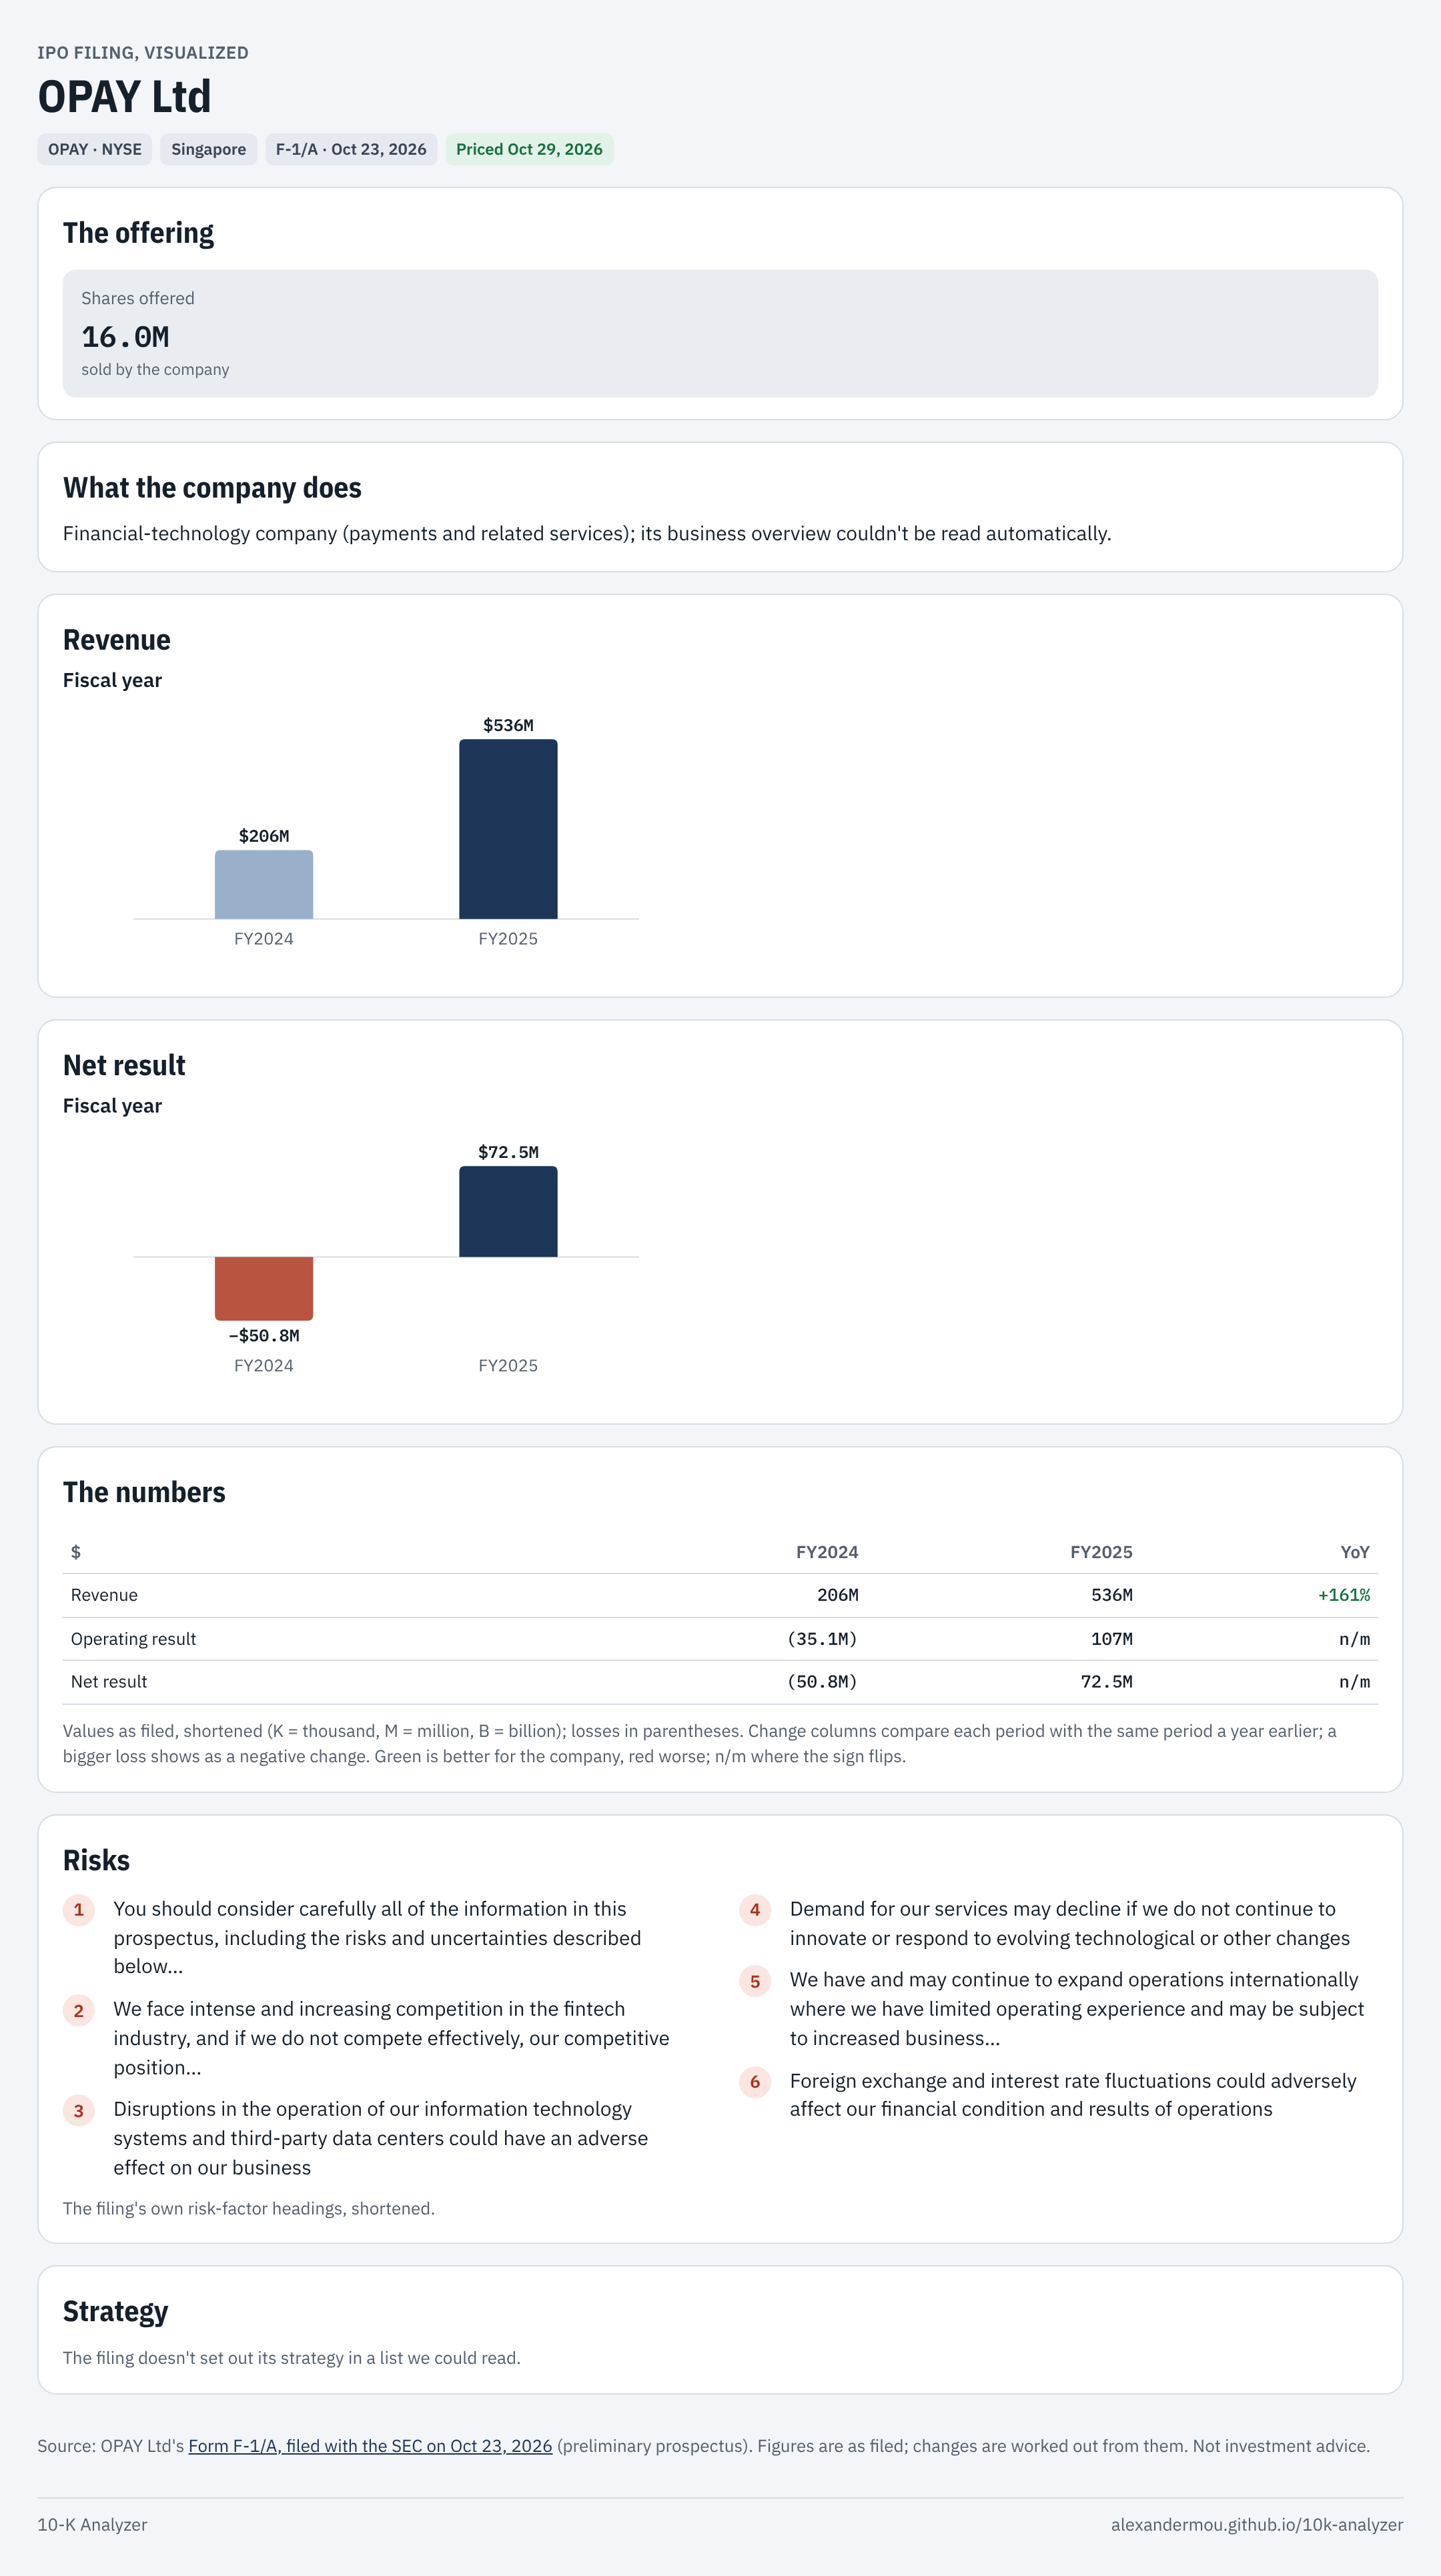 IPO FILING, VISUALIZED
OPAY Ltd
OPAY · NYSE
Singapore
F-1/A · Oct 23, 2026
Priced Oct 29, 2026
The offering
Shares offered
16.0M
sold by the company
What the company does
Financial-technology company (payments and related services); its business overview couldn't be read automatically.
Revenue
Fiscal year
$206M
$536M
FY2024
FY2025
Net result
Fiscal year
$72.5M
−$50.8M
FY2024
FY2025
The numbers
$ FY2024 FY2025 YoY
Revenue 206M 536M +161%
Operating result (35.1M) 107M n/m
Net result (50.8M) 72.5M n/m
Values as filed, shortened (K = thousand, M = million, B = billion); losses in parentheses. Change columns compare each period with the same period a year earlier; a
bigger loss shows as a negative change. Green is better for the company, red worse; n/m where the sign flips.
Risks
1 You should consider carefully all of the information in this
prospectus, including the risks and uncertainties described
below…
2 We face intense and increasing competition in the fintech
industry, and if we do not compete effectively, our competitive
position…
3 Disruptions in the operation of our information technology
systems and third-party data centers could have an adverse
effect on our business
4 Demand for our services may decline if we do not continue to
innovate or respond to evolving technological or other changes
5 We have and may continue to expand operations internationally
where we have limited operating experience and may be subject
to increased business…
6 Foreign exchange and interest rate fluctuations could adversely
affect our financial condition and results of operations
The filing's own risk-factor headings, shortened.
Strategy
The filing doesn't set out its strategy in a list we could read.
Source: OPAY Ltd's Form F-1/A, filed with the SEC on Oct 23, 2026 (preliminary prospectus). Figures are as filed; changes are worked out from them. Not investment advice.
10-K Analyzer
alexandermou.github.io/10k-analyzer